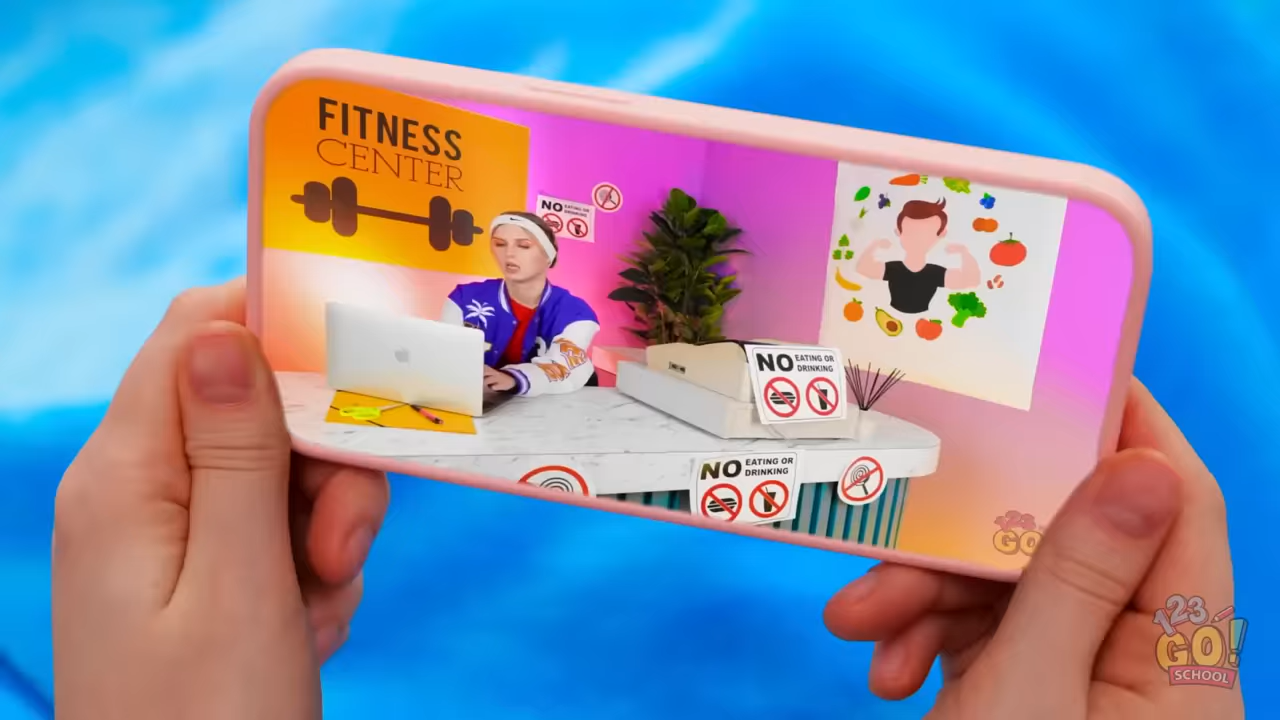 FITNESS
CENTER
NO EATING OR
DRINKING
NO EATING OR
DRINKING
NO EATING OR
DRINKING
123
GO
123
GO!
SCHOOL